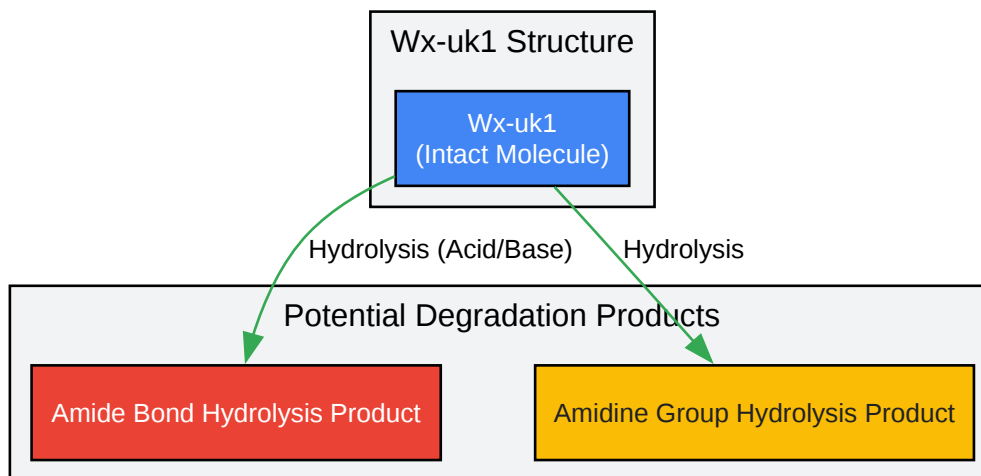 Wx-uk1 Structure
Wx-uk1
(Intact Molecule)
Hydrolysis (Acid/Base)
Hydrolysis
Potential Degradation Products
Amide Bond Hydrolysis Product
Amidine Group Hydrolysis Product